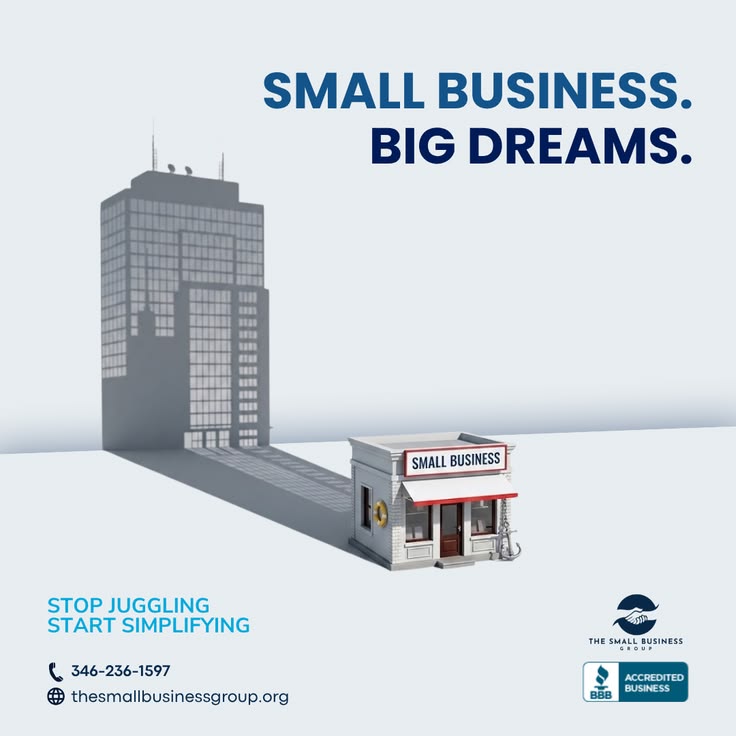 SMALL BUSINESS.
BIG DREAMS.
SMALL BUSINESS
STOP JUGGLING
START SIMPLIFYING
346-236-1597
thesmallbusinessgroup.org
THE SMALL BUSINESS
GROUP
BBB
ACCREDITED
BUSINESS